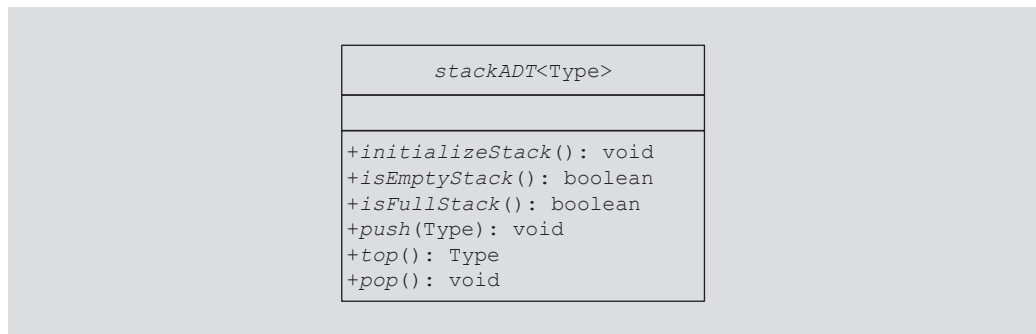 stackADT<Type>
+initializeStack(): void
+isEmptyStack(): boolean
+isFullStack(): boolean
+push(Type): void
+top(): Type
+pop(): void